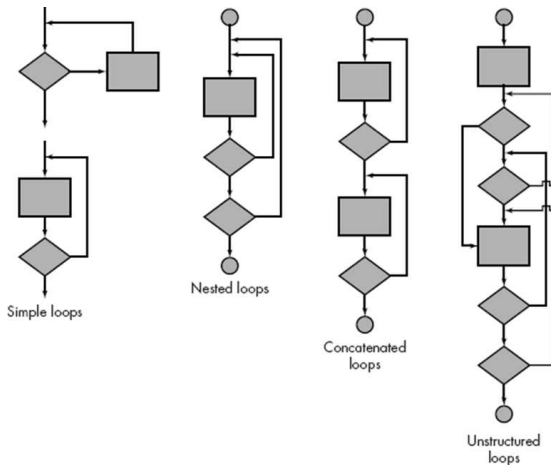 Simple loops
Nested loops
Concatenated
loops
Unstructured
loops